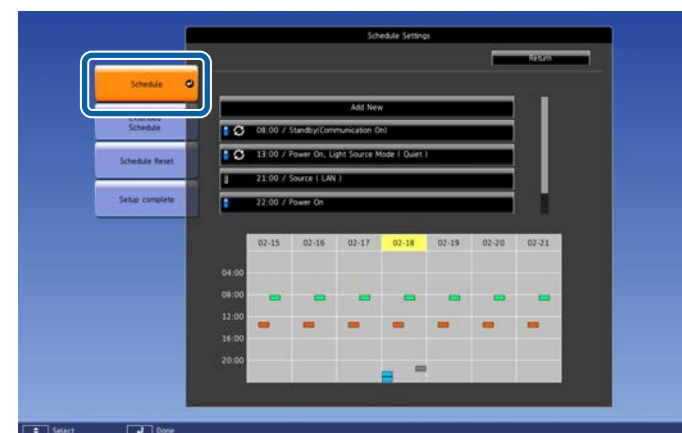 Schedule Settings
Return
Schedule
Extended
Schedule
Schedule Reset
Setup complete
Add New
08:00 / Standby(Communication On)
13:00 / Power On, Light Source Mode ( Quiet )
21:00 / Source ( LAN )
22:00 / Power On
02-15 02-16 02-17 02-18 02-19 02-20 02-21
04:00
08:00
12:00
16:00
20:00
Select Done